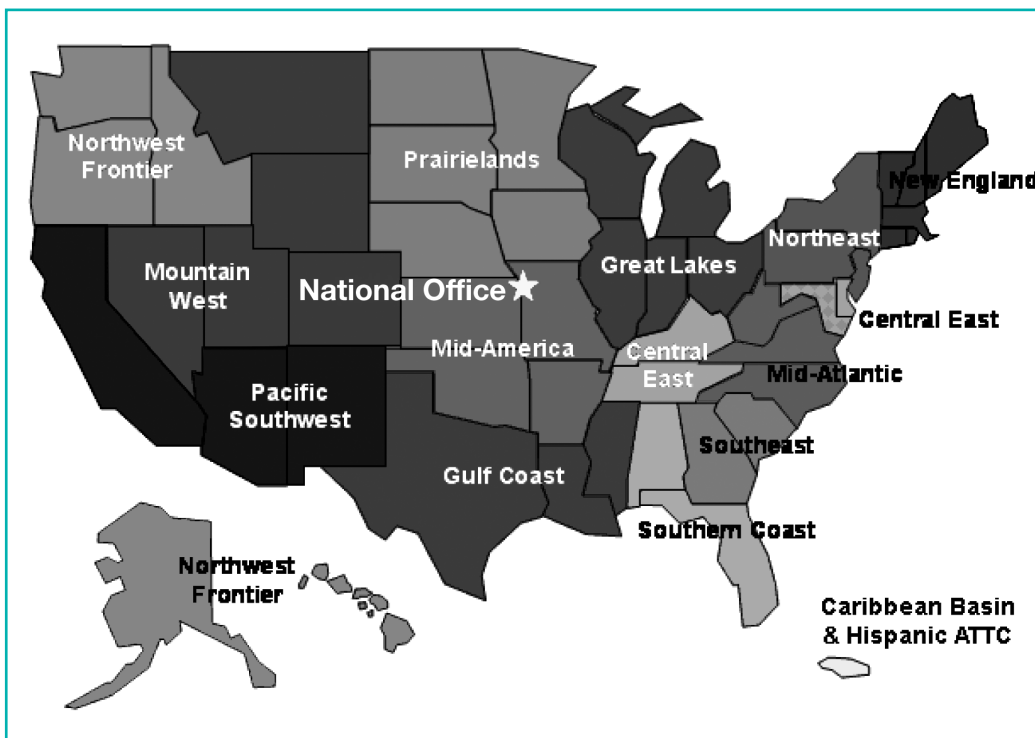 Northwest
Frontier
Prairielands
New England
Northeast
Great Lakes
Mountain
West
National Office
Central East
Mid-America
Central
East
Mid-Atlantic
Pacific
Southwest
Southeast
Gulf Coast
Southern Coast
Northwest
Frontier
Caribbean Basin
& Hispanic ATTC